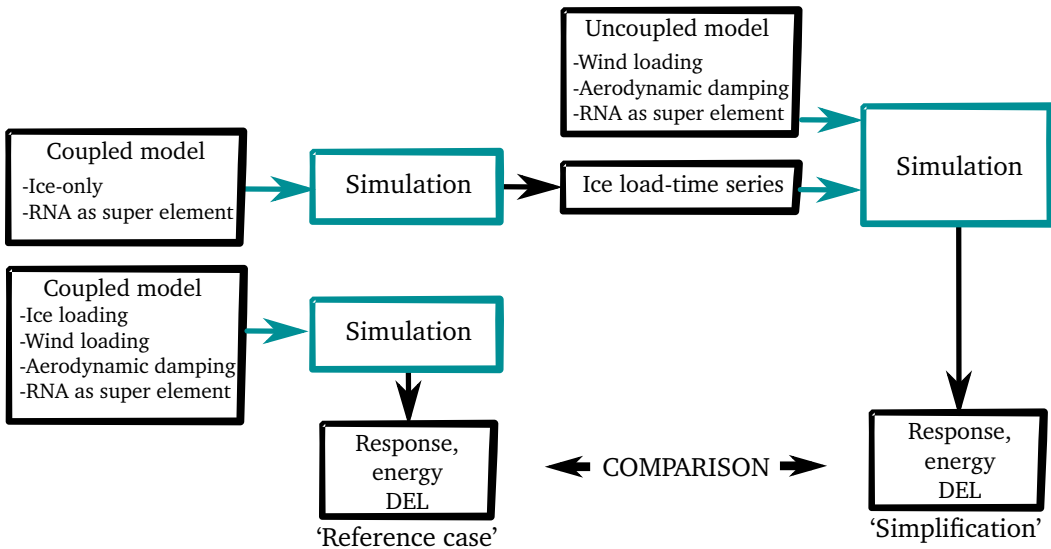 Uncoupled model
-Wind loading
-Aerodynamic damping
-RNA as super element
Coupled model
-Ice-only
-RNA as super element
Simulation
Ice load-time series
Simulation
Coupled model
-Ice loading
-Wind loading
-Aerodynamic damping
-RNA as super element
Simulation
Response,
energy
DEL
‘Reference case’
COMPARISON
Response,
energy
DEL
‘Simplification’